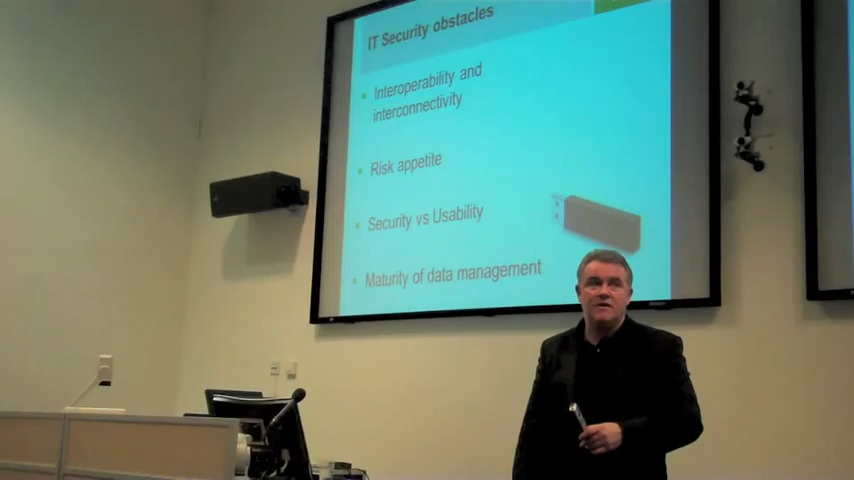 IT Security obstacles
Interoperability and
interconnectivity
Risk appetite
Security vs Usability
Maturity of data management